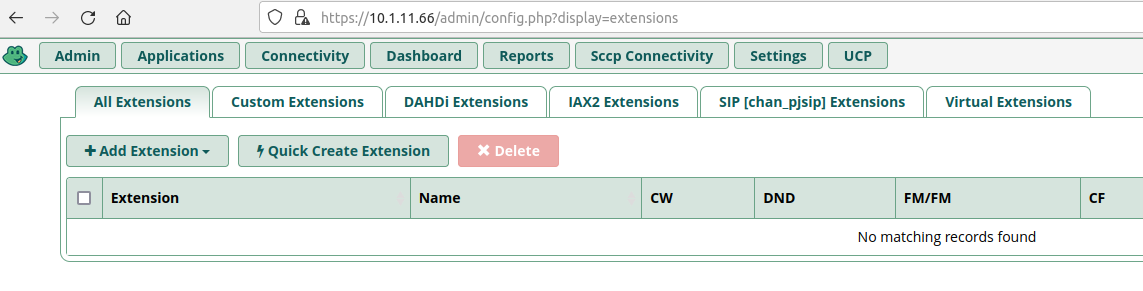 https://10.1.11.66/admin/config.php?display=extensions
Admin Applications Connectivity Dashboard Reports Sccp Connectivity Settings UCP
All Extensions Custom Extensions DAHDi Extensions IAX2 Extensions SIP [chan_pjsip] Extensions Virtual Extensions
Add Extension Quick Create Extension Delete
Extension Name CW DND FM/FM CF
No matching records found